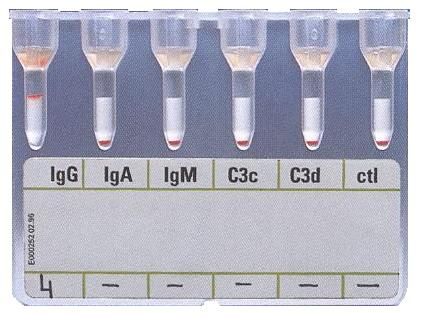 IgG IgA IgM C3c C3d ctl
E000252 02.96
4 – – – – –